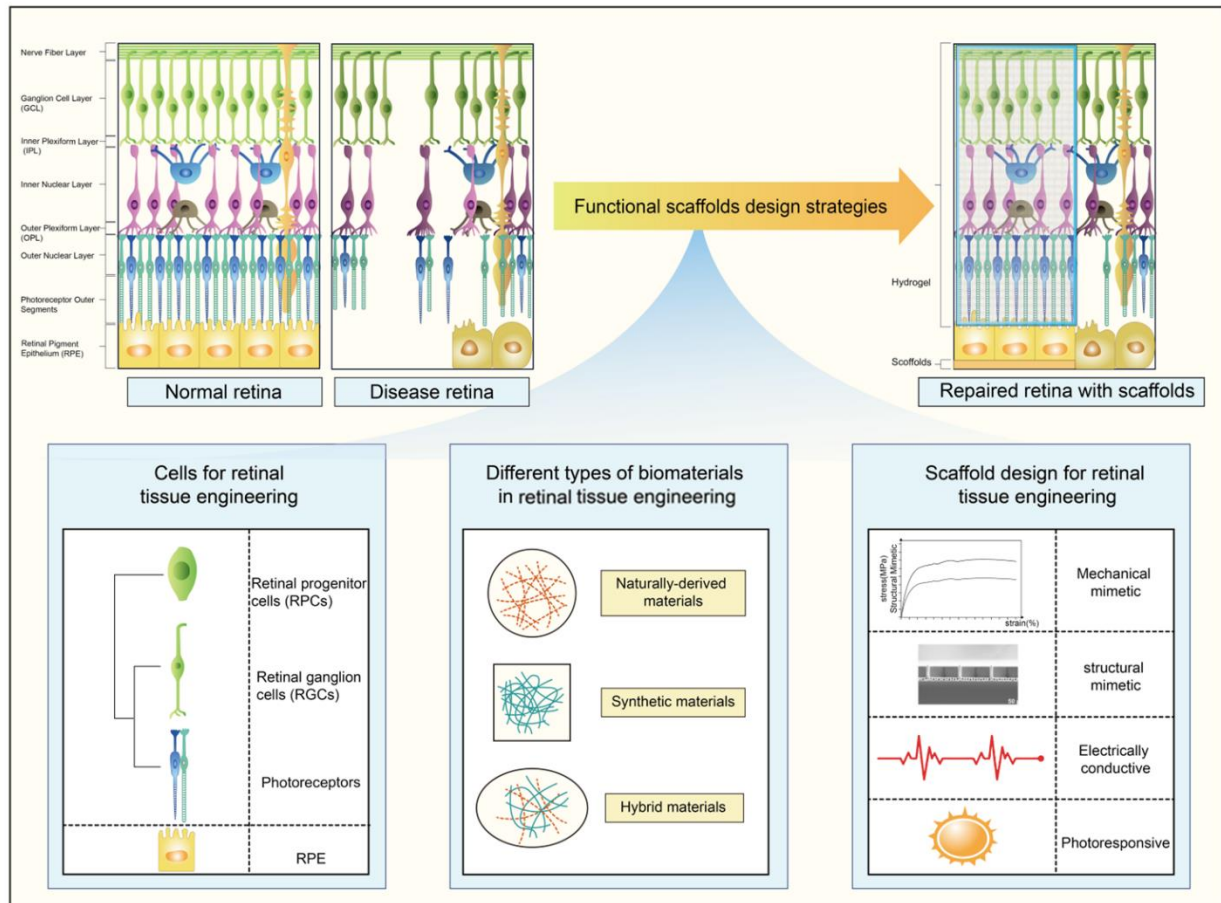 Nerve Fiber Layer
Ganglion Cell Layer
(GCL)
Inner Plexiform Layer
(IPL)
Inner Nuclear Layer
Outer Plexiform Layer
(OPL)
Outer Nuclear Layer
Photoreceptor Outer
Segments
Retinal Pigment
Epithelium (RPE)
Normal retina
Disease retina
Functional scaffolds design strategies
Hydrogel
Scoffolds
Repaired retina with scaffolds
Cells for retinal
tissue engineering
Retinal progenitor
cells (RPCs)
Retinal ganglion
cells (RGCs)
Photoreceptors
RPE
Different types of biomaterials
in retinal tissue engineering
Naturally-derived
materials
Synthetic materials
Hybrid materials
Scaffold design for retinal
tissue engineering
stress(MPa)
Structural Mimetic
strain(%)
Mechanical
mimetic
structural
mimetic
Electrically
conductive
Photoresponsive